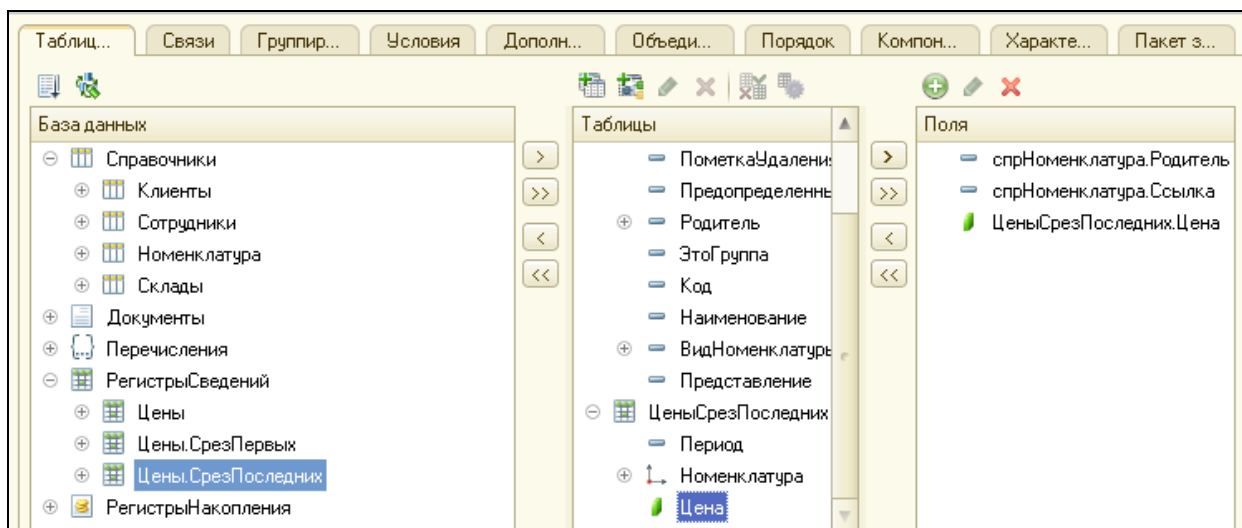 Таблиц...
Связи
Группир...
Условия
Дополн...
Объеди...
Порядок
Компон...
Характе...
Пакет з...
База данных
Справочники
Клиенты
Сотрудники
Номенклатура
Склады
Документы
Перечисления
РегистрыСведений
Цены
Цены.СрезПервых
Цены.СрезПоследних
РегистрыНакопления
Таблицы
ПометкаУдалени
Предопределенны
Родитель
ЭтоГруппа
Код
Наименование
ВидНоменклатуры
Представление
ЦеныСрезПоследних
Период
Номенклатура
Цена
Поля
спрНоменклатура.Родитель
спрНоменклатура.Ссылка
ЦеныСрезПоследних.Цена